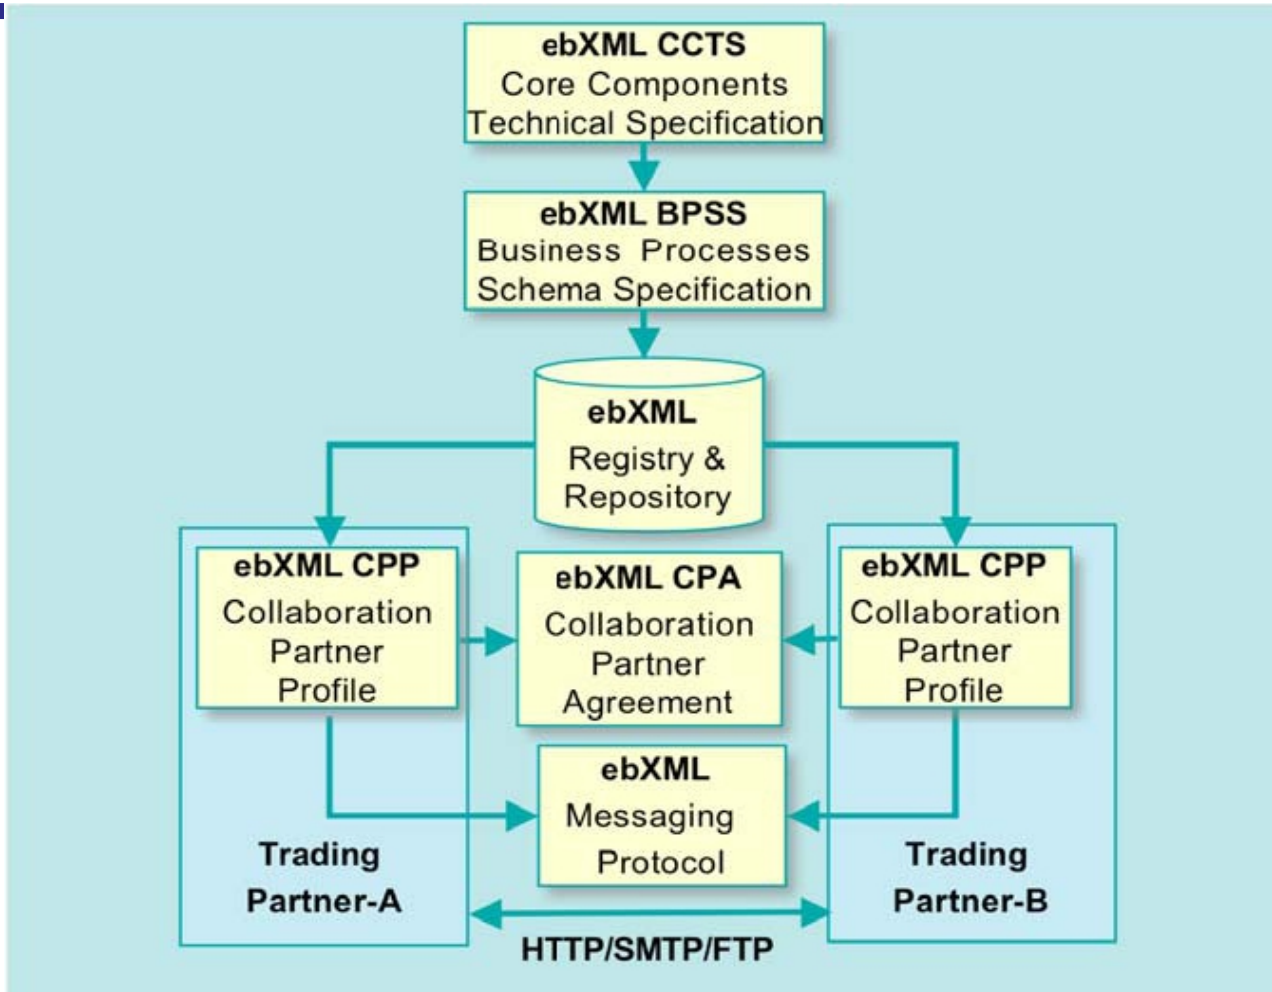 ebXML CCTS
Core Components
Technical Specification
ebXML BPSS
Business Processes
Schema Specification
ebXML
Registry &
Repository
ebXML CPP
Collaboration
Partner
Profile
ebXML CPA
Collaboration
Partner
Agreement
ebXML CPP
Collaboration
Partner
Profile
ebXML
Messaging
Protocol
Trading
Partner-A
Trading
Partner-B
HTTP/SMTP/FTP